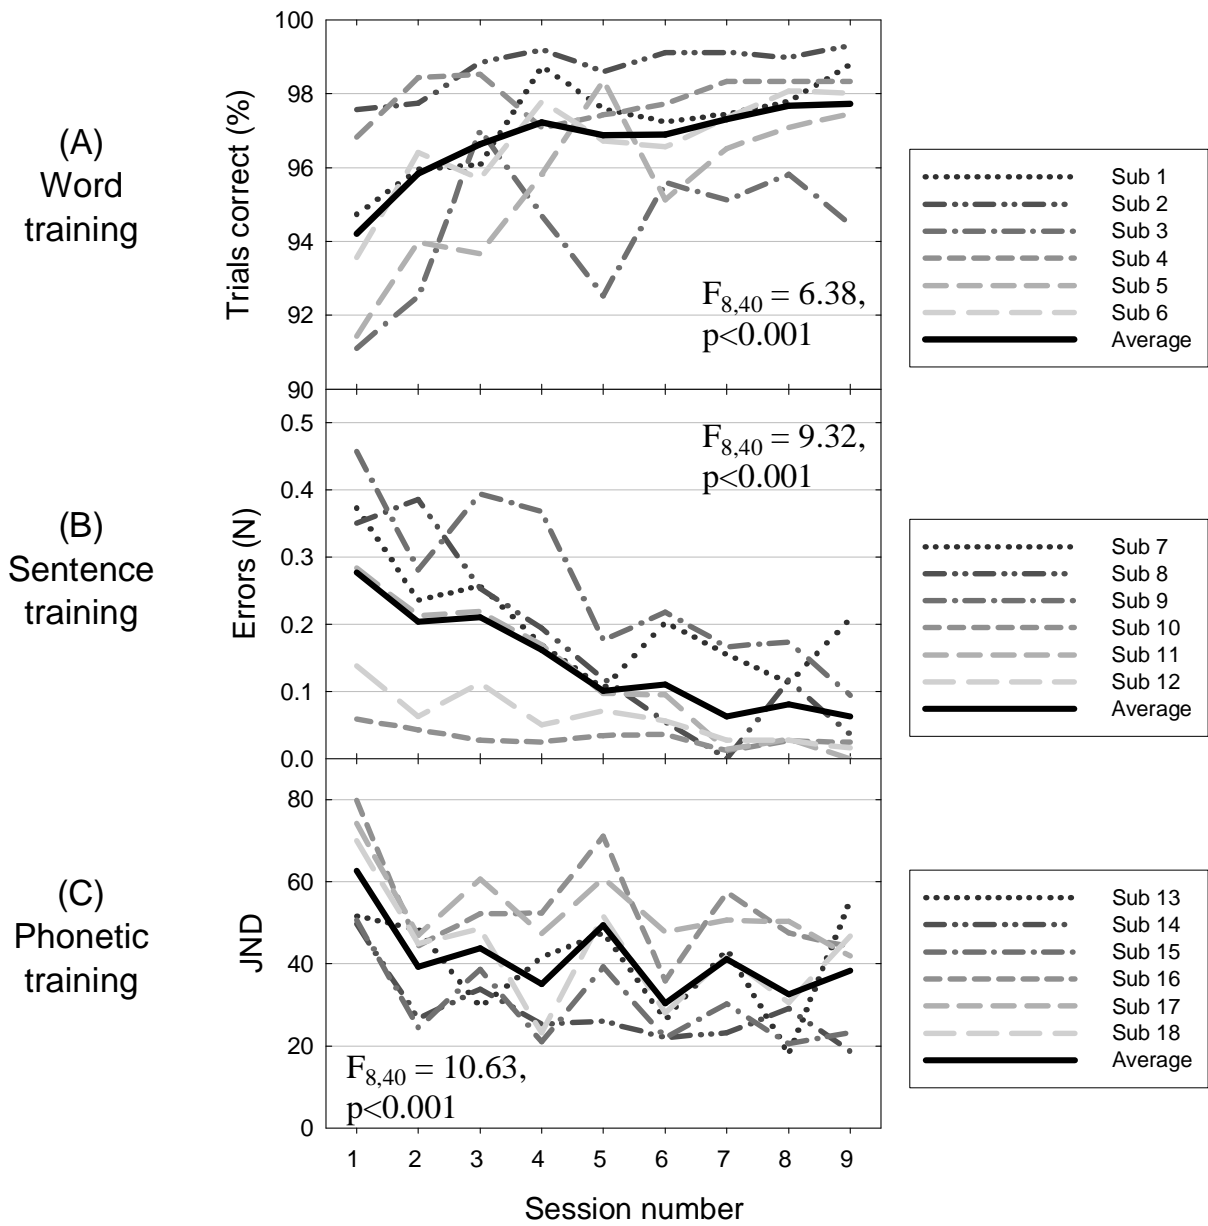 (A)
Word
training
Trials correct (%)
100
98
96
94
92
90
F8,40 = 6.38,
p<0.001
Sub 1
Sub 2
Sub 3
Sub 4
Sub 5
Sub 6
Average
(B)
Sentence
training
Errors (N)
0.5
0.4
0.3
0.2
0.1
0.0
F8,40 = 9.32,
p<0.001
Sub 7
Sub 8
Sub 9
Sub 10
Sub 11
Sub 12
Average
(C)
Phonetic
training
JND
80
60
40
20
0
F8,40 = 10.63,
p<0.001
Sub 13
Sub 14
Sub 15
Sub 16
Sub 17
Sub 18
Average
1 2 3 4 5 6 7 8 9
Session number